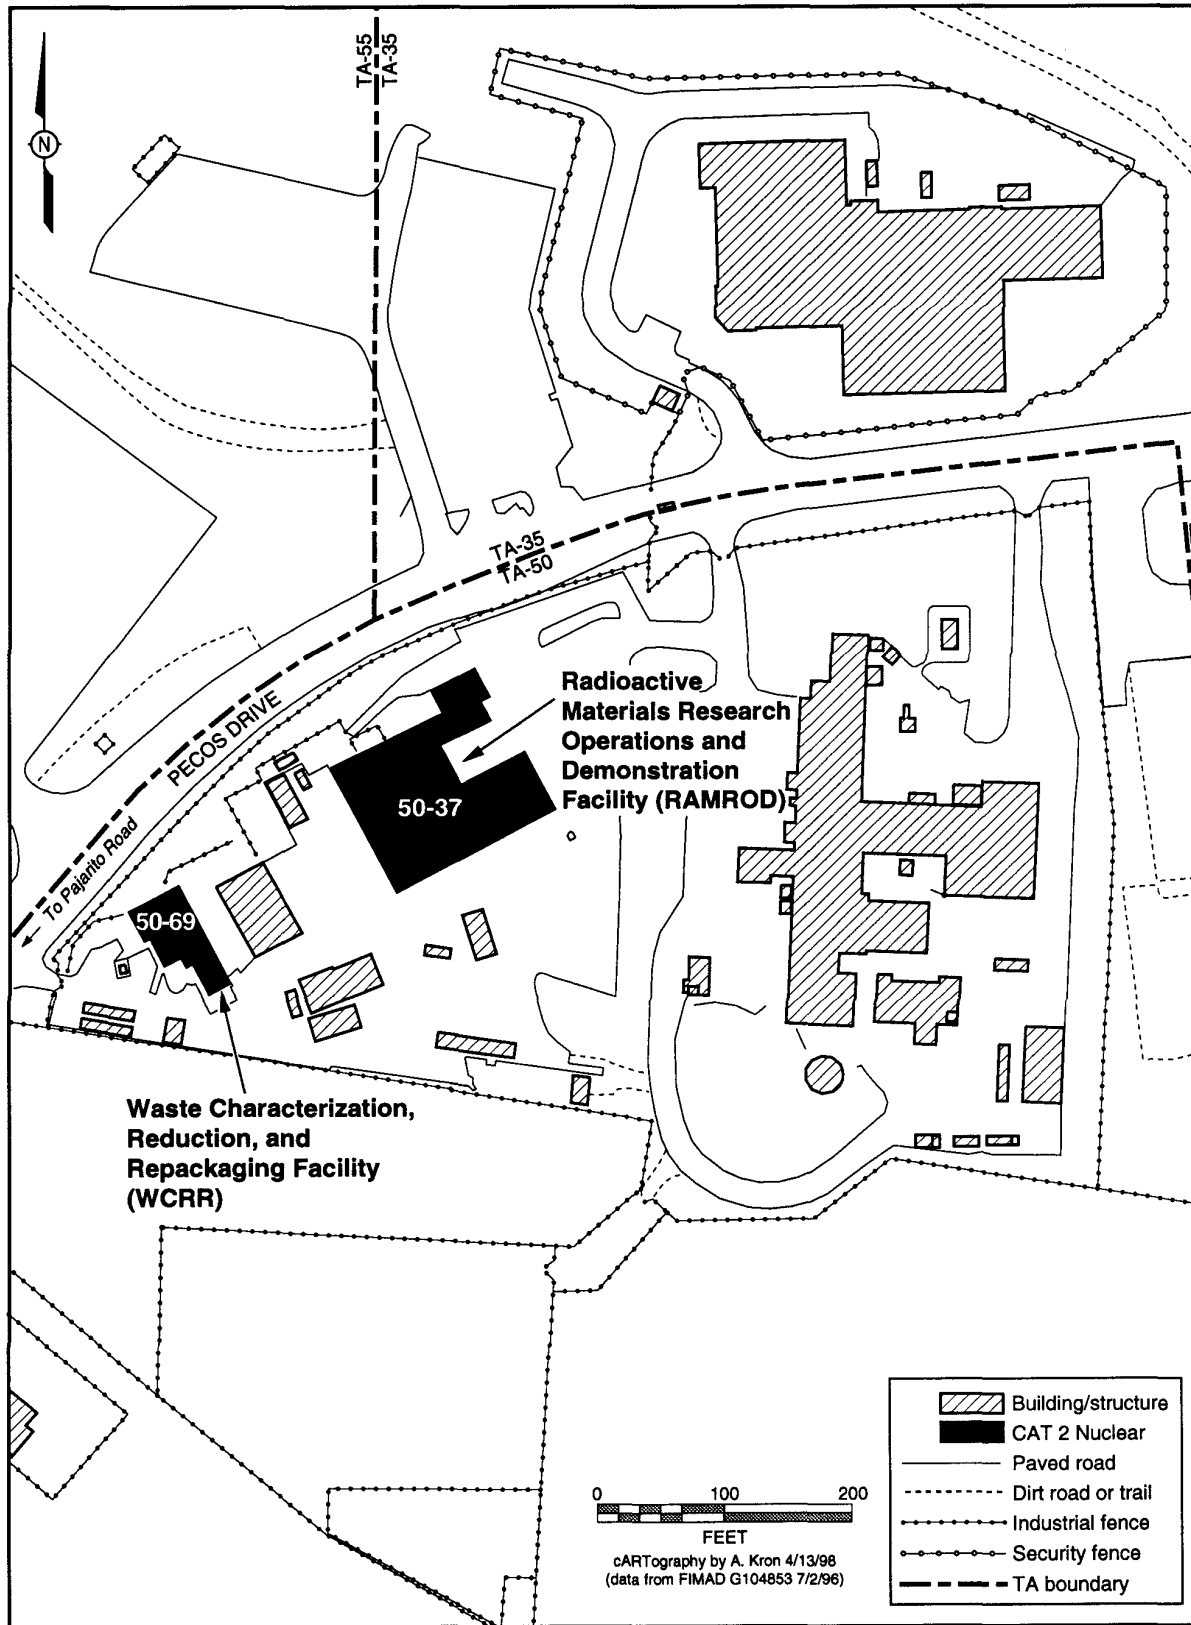 TA-55
TA-35
N
TA-35
TA-50
PECOS DRIVE
To Pajarito Road
Radioactive
Materials Research
Operations and
Demonstration
Facility (RAMROD)
50-37
50-69
Waste Characterization,
Reduction, and
Repackaging Facility
(WCRR)
Building/structure
CAT 2 Nuclear
Paved road
Dirt road or trail
Industrial fence
Security fence
TA boundary
0 100 200
FEET
cARTography by A. Kron 4/13/98
(data from FIMAD G104853 7/2/96)